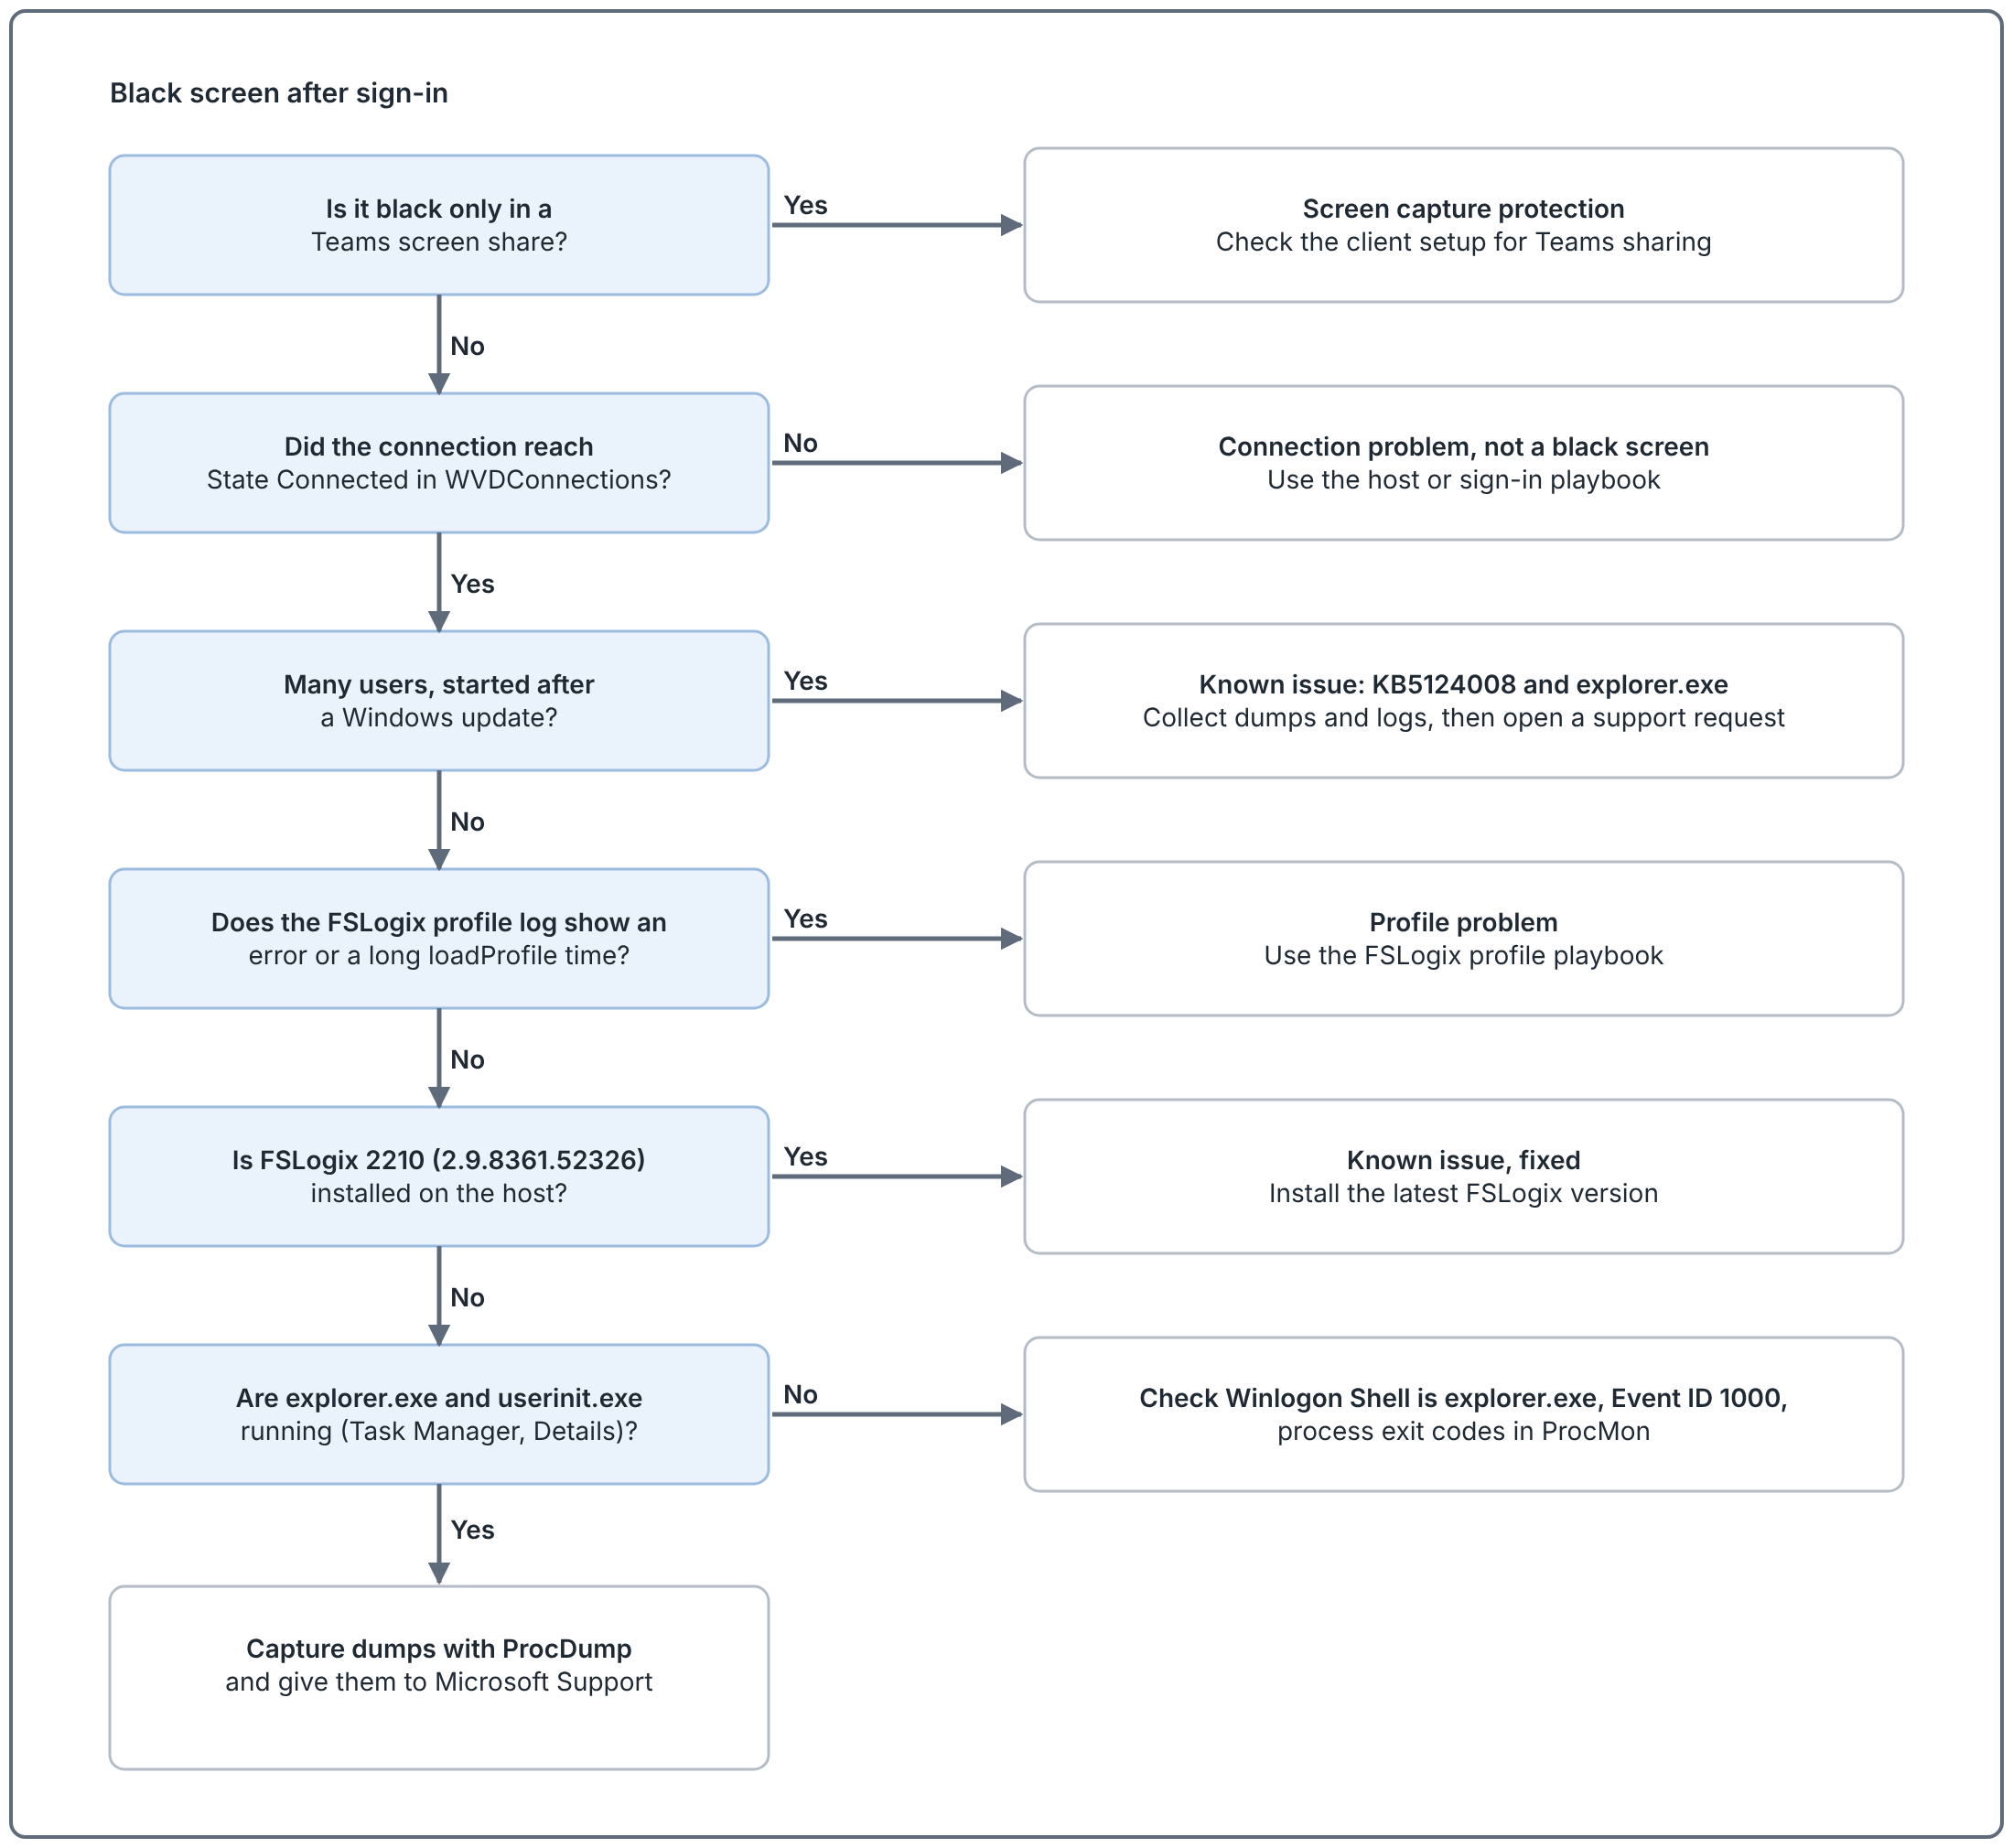 Black screen after sign-in
Is it black only in a
Teams screen share?
Yes
Screen capture protection
Check the client setup for Teams sharing
No
Did the connection reach
State Connected in WVDConnections?
No
Connection problem, not a black screen
Use the host or sign-in playbook
Yes
Many users, started after
a Windows update?
Yes
Known issue: KB5124008 and explorer.exe
Collect dumps and logs, then open a support request
No
Does the FSLogix profile log show an
error or a long loadProfile time?
Yes
Profile problem
Use the FSLogix profile playbook
No
Is FSLogix 2210 (2.9.8361.52326)
installed on the host?
Yes
Known issue, fixed
Install the latest FSLogix version
No
Are explorer.exe and userinit.exe
running (Task Manager, Details)?
No
Check Winlogon Shell is explorer.exe, Event ID 1000,
process exit codes in ProcMon
Yes
Capture dumps with ProcDump
and give them to Microsoft Support